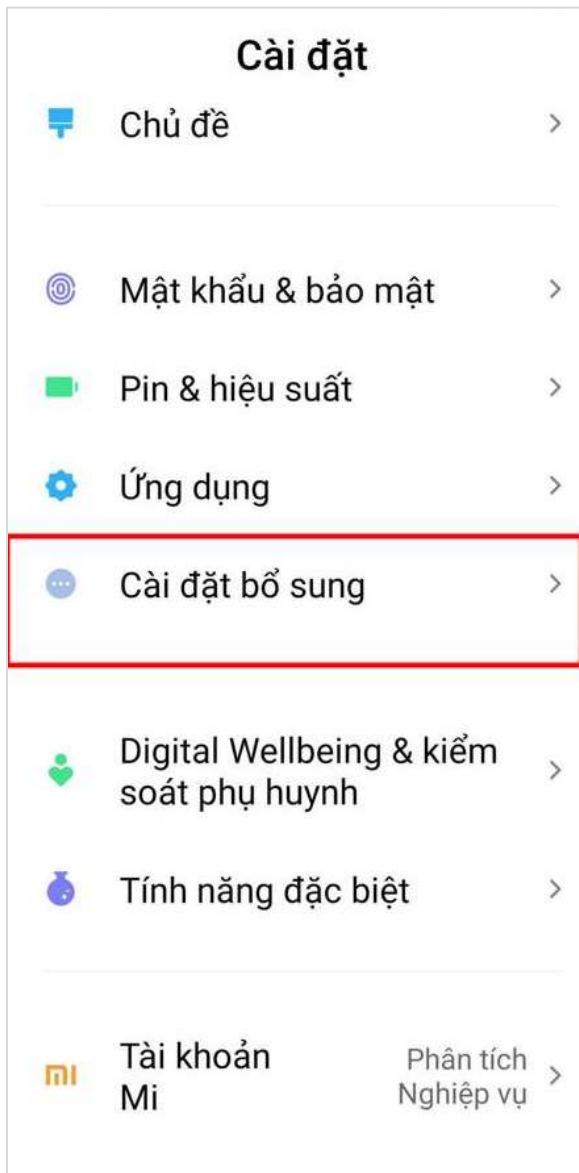 Cài đặt
Chủ đề
Mật khẩu & bảo mật
Pin & hiệu suất
Ứng dụng
Cài đặt bổ sung
Digital Wellbeing & kiểm
soát phụ huynh
Tính năng đặc biệt
Tài khoản
Mi
Phân tích
Nghiệp vụ